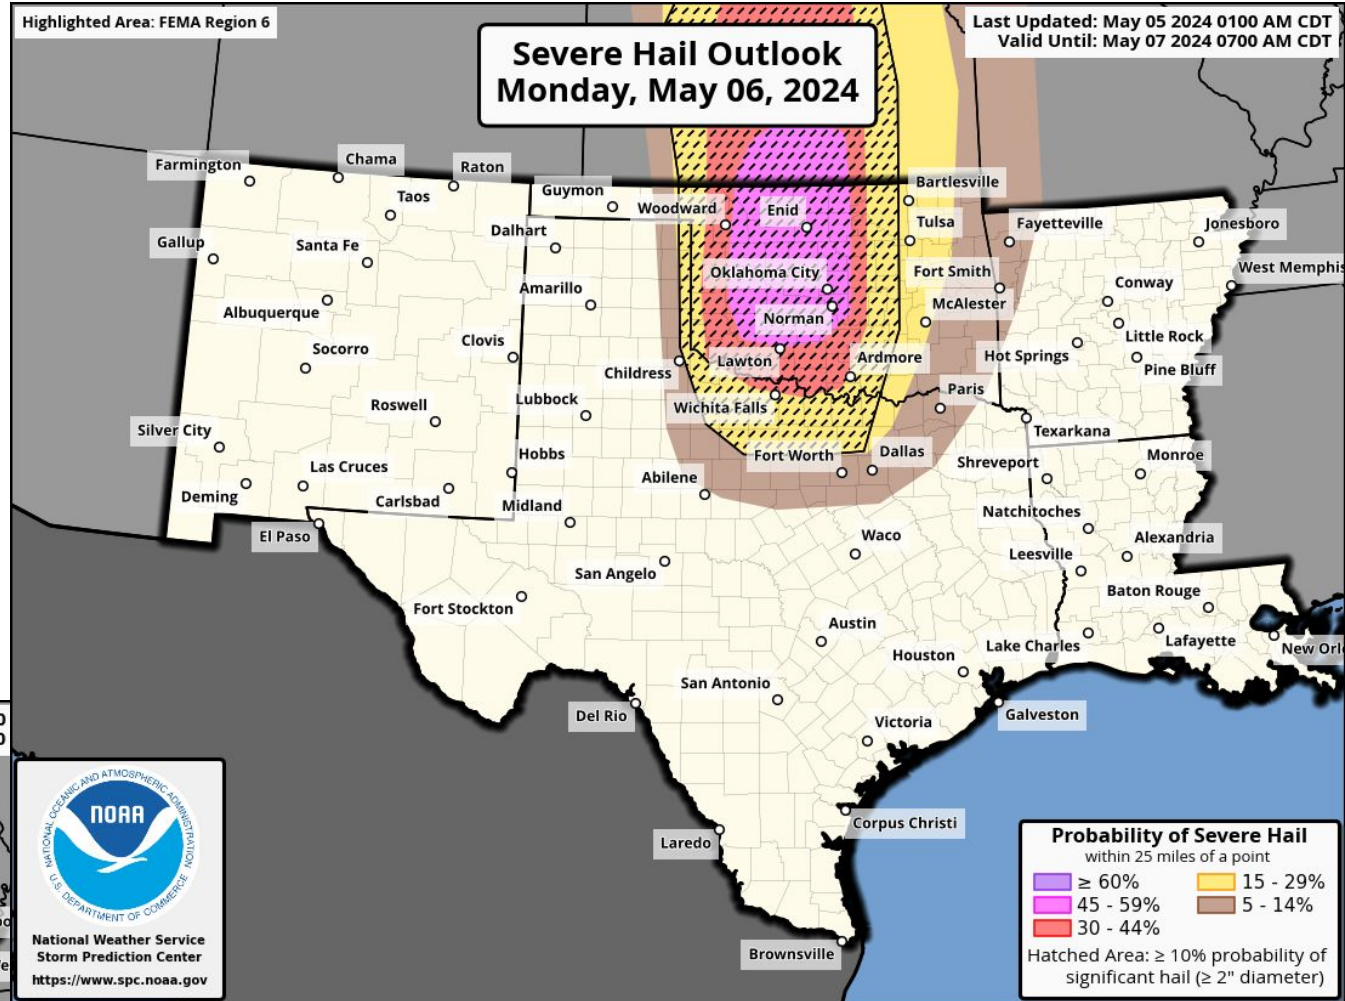 Highlighted Area: FEMA Region 6
Severe Hail Outlook
Monday, May 06, 2024
Last Updated: May 05 2024 0100 AM CDT
Valid Until: May 07 2024 0700 AM CDT
Farmington
Chama
Raton
Taos
Guymon
Woodward
Enid
Bartlesville
Tulsa
Fayetteville
Jonesboro
Gallup
Santa Fe
Dalhart
Oklahoma City
Fort Smith
West Memphis
Amarillo
Conway
McAlester
Albuquerque
Norman
Little Rock
Socorro
Clovis
Hot Springs
Lawton
Ardmore
Pine Bluff
Childress
Paris
Roswell
Lubbock
Wichita Falls
Texarkana
Silver City
Hobbs
Fort Worth
Dallas
Shreveport
Monroe
Las Cruces
Abilene
Deming
Carlsbad
Midland
Natchitoches
El Paso
Waco
Alexandria
Leesville
San Angelo
Baton Rouge
Fort Stockton
Austin
Lake Charles
Lafayette
Houston
San Antonio
Del Rio
Galveston
Victoria
Corpus Christi
Laredo
Brownsville
NATIONAL OCEANIC AND ATMOSPHERIC ADMINISTRATION
NOAA
U.S. DEPARTMENT OF COMMERCE
National Weather Service
Storm Prediction Center
https://www.spc.noaa.gov
Probability of Severe Hail
within 25 miles of a point
≥ 60%
45 - 59%
30 - 44%
15 - 29%
5 - 14%
Hatched Area: ≥ 10% probability of
significant hail (≥ 2" diameter)